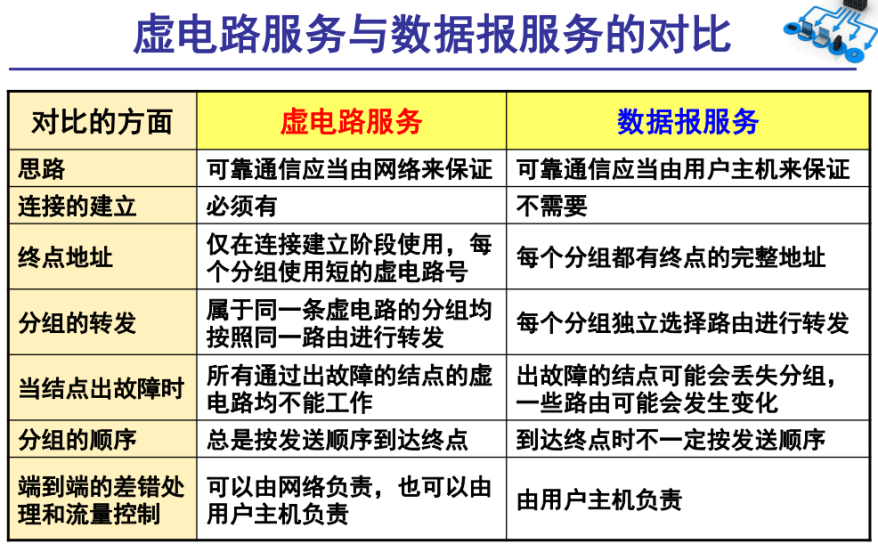 虚电路服务与数据报服务的对比
对比的方面
虚电路服务
数据报服务
思路
可靠通信应当由网络来保证
可靠通信应当由用户主机来保证
连接的建立
必须有
不需要
终点地址
仅在连接建立阶段使用，每
个分组使用短的虚电路号
每个分组都有终点的完整地址
分组的转发
属于同一条虚电路的分组均
按照同一路由进行转发
每个分组独立选择路由进行转发
当结点出故障时
所有通过出故障的结点的虚
电路均不能工作
出故障的结点可能会丢失分组，
一些路由可能会发生变化
分组的顺序
总是按发送顺序到达终点
到达终点时不一定按发送顺序
端到端的差错处
理和流量控制
可以由网络负责，也可以由
用户主机负责
由用户主机负责